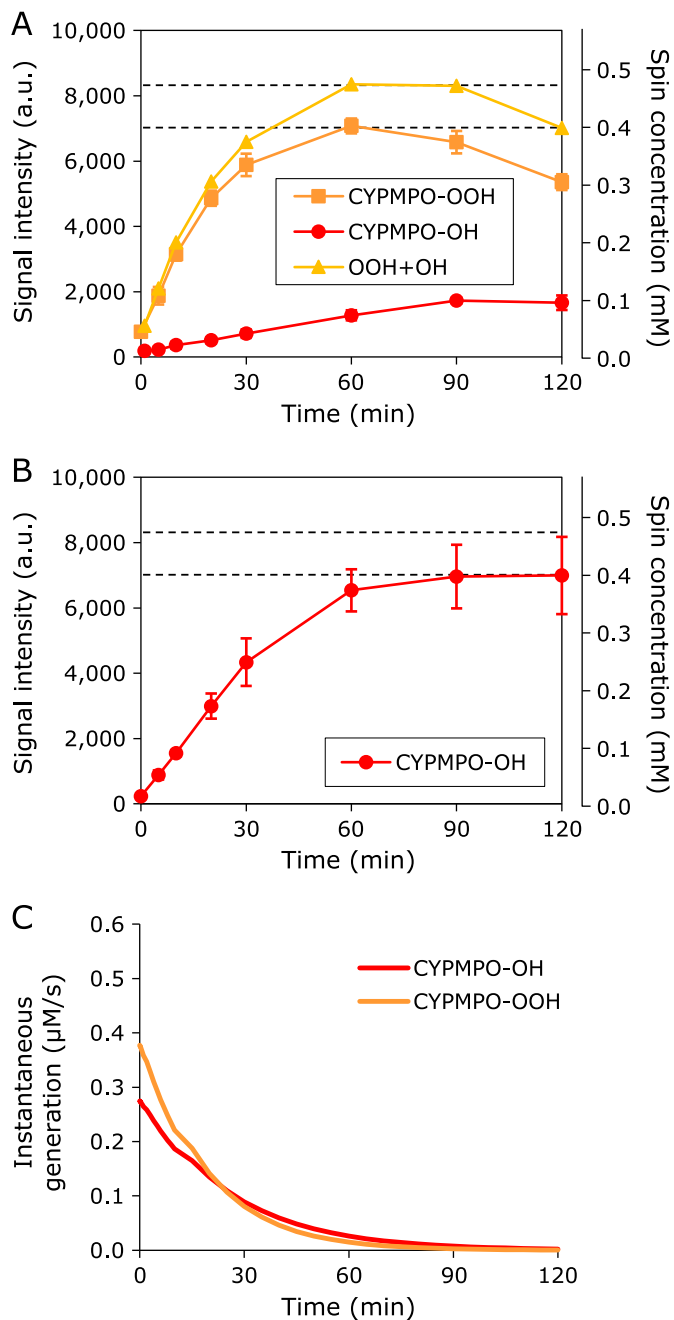 A
10,000
8,000
6,000
4,000
2,000
0
Signal intensity (a.u.)
0.5
0.4
0.3
0.2
0.1
0.0
Spin concentration (mM)
CYPMPO-OOH
CYPMPO-OH
OOH+OH
0 30 60 90 120
Time (min)
B
10,000
8,000
6,000
4,000
2,000
0
Signal intensity (a.u.)
0.5
0.4
0.3
0.2
0.1
0.0
Spin concentration (mM)
CYPMPO-OH
0 30 60 90 120
Time (min)
C
0.6
0.5
0.4
0.3
0.2
0.1
0.0
Instantaneous
generation (µM/s)
CYPMPO-OH
CYPMPO-OOH
0 30 60 90 120
Time (min)